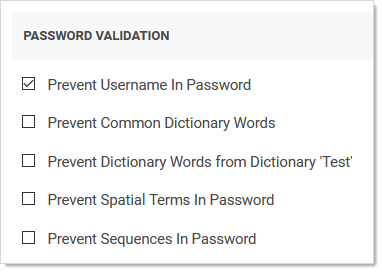 PASSWORD VALIDATION
Prevent Username In Password
Prevent Common Dictionary Words
Prevent Dictionary Words from Dictionary 'Test'
Prevent Spatial Terms In Password
Prevent Sequences In Password